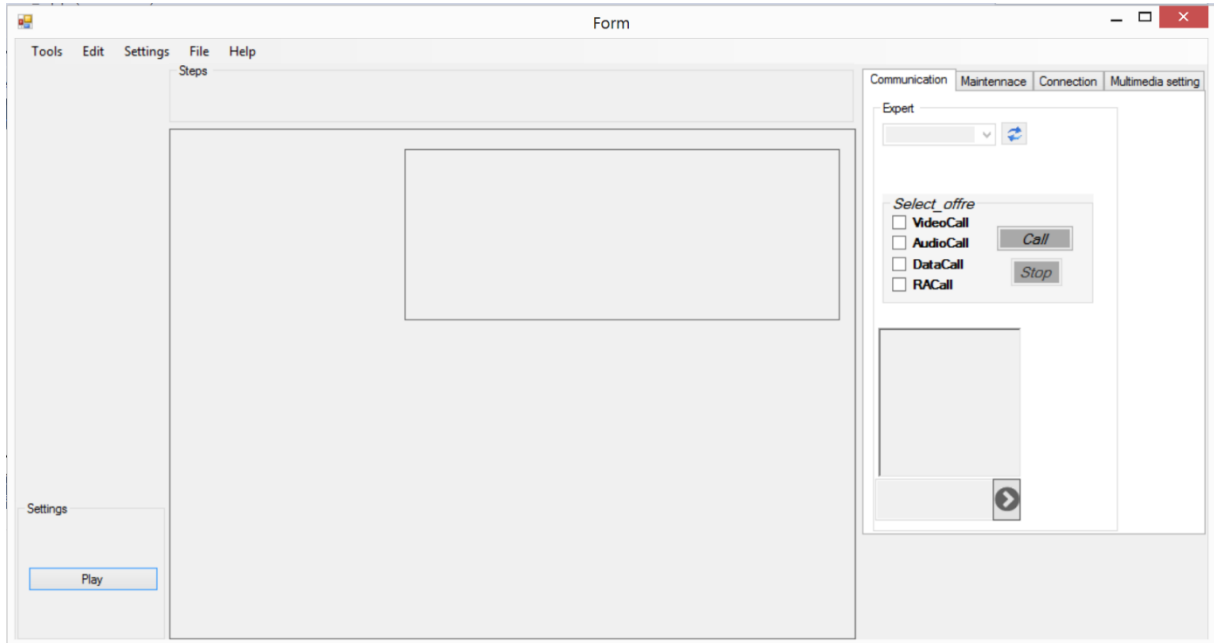 Form
Tools Edit Settings File Help
Steps
Communication Maintennace Connection Multimedia setting
Expert
Select_offre
VideoCall
AudioCall
Call
DataCall
Stop
RACall
Settings
Play